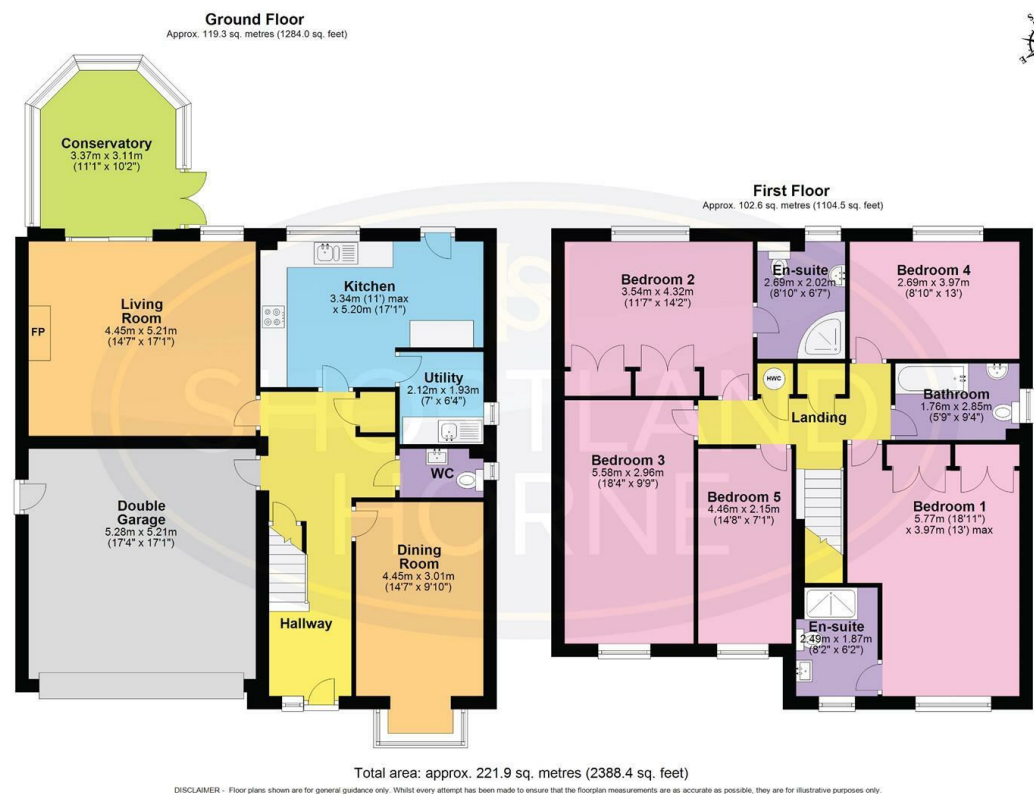 Ground Floor
Approx. 119.3 sq. metres (1284.0 sq. feet)
Conservatory
3.37m x 3.11m
(11'1" x 10'2")
Living
Room
4.45m x 5.21m
(14'7" x 17'1")
FP
Kitchen
3.34m (11') max
x 5.20m (17'1")
Utility
2.12m x 1.93m
(7' x 6'4")
WC
Double
Garage
5.28m x 5.21m
(17'4" x 17'1")
Dining
Room
4.45m x 3.01m
(14'7" x 9'10")
Hallway
First Floor
Approx. 102.6 sq. metres (1104.5 sq. feet)
Bedroom 2
3.54m x 4.32m
(11'7" x 14'2")
En-suite
2.69m x 2.02m
(8'10" x 6'7")
Bedroom 4
2.69m x 3.97m
(8'10" x 13')
HWC
Landing
Bathroom
1.76m x 2.85m
(5'9" x 9'4")
Bedroom 3
5.58m x 2.96m
(18'4" x 9'9")
Bedroom 5
4.46m x 2.15m
(14'8" x 7'1")
Bedroom 1
5.77m (18'11")
x 3.97m (13') max
En-suite
2.49m x 1.87m
(8'2" x 6'2")
SHORTLAND
HORNE
Total area: approx. 221.9 sq. metres (2388.4 sq. feet)
DISCLAIMER - Floor plans shown are for general guidance only. Whilst every attempt has been made to ensure that the floorplan measurements are as accurate as possible, they are for illustrative purposes only.